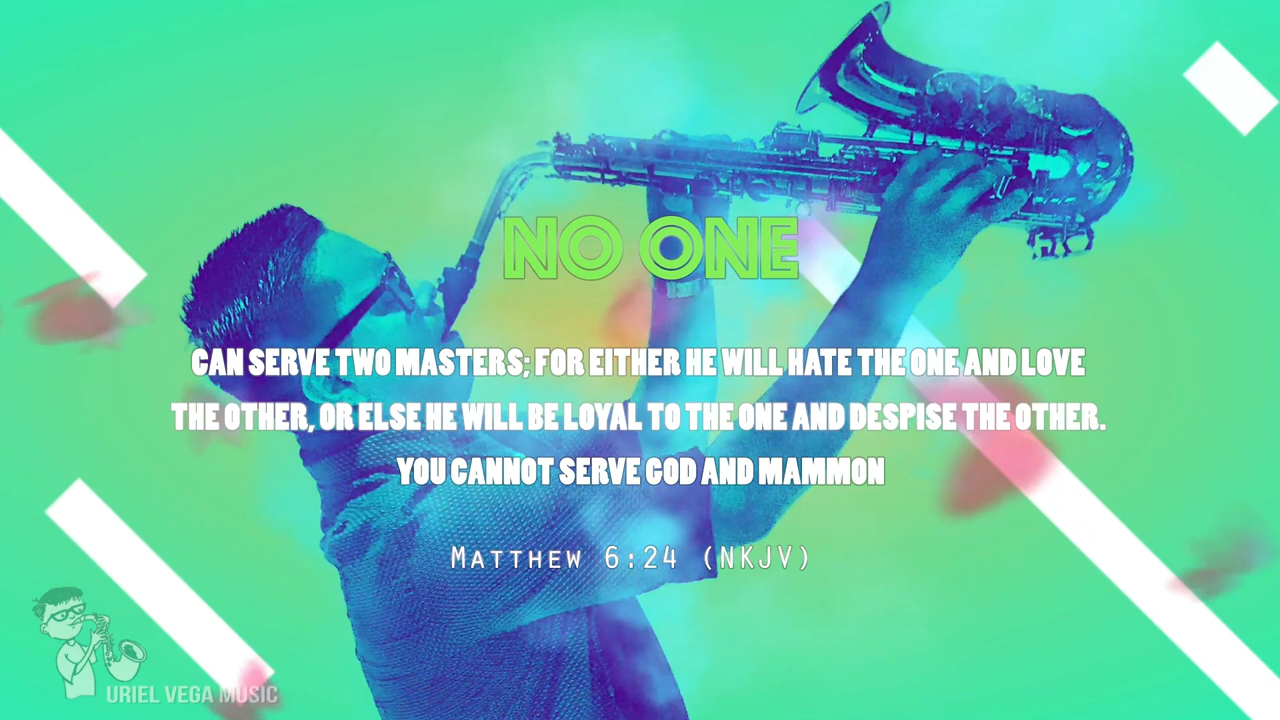 NO ONE
CAN SERVE TWO MASTERS; FOR EITHER HE WILL HATE THE ONE AND LOVE
THE OTHER, OR ELSE HE WILL BE LOYAL TO THE ONE AND DESPISE THE OTHER.
YOU CANNOT SERVE GOD AND MAMMON
MATTHEW 6:24 (NKJV)
URIEL VEGA MUSIC